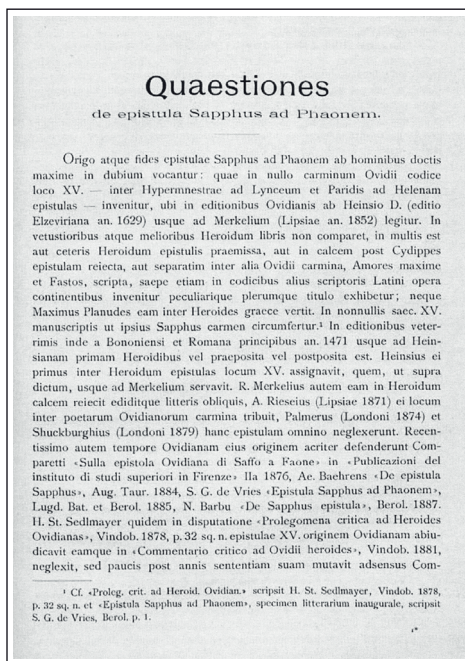 Quaestiones
de epistula Sapphus ad Phaonem.
Origo atque fides epistulae Sapphus ad Phaonem ab hominibus doctis
maxime in dubium vocantur: quae in nullo carminum Ovidii codice
loco XV. — inter Hypermnestrae ad Lynceum et Paridis ad Helenam
epistulas — invenitur, ubi in editionibus Ovidianis ab Heinsio D. (editio
Elzeviriana an. 1629) usque ad Merkelium (Lipsiae an. 1852) legitur. In
vetustioribus atque melioribus Heroidum libris non comparet, in multis est
aut ceteris Heroidum epistulis praemissa, aut in calcem post Cydippes
epistulam reiecta, aut separatim inter alia Ovidii carmina, Amores maxime
et Fastos, scripta, saepe etiam in codicibus alius scriptoris Latini opera
continentibus invenitur peculiarique plerumque titulo exhibetur; neque
Maximus Planudes eam inter Heroides graece vertit. In nonnullis saec. XV.
manuscriptis ut ipsius Sapphus carmen circumfertur.¹ In editionibus veter-
rimis inde a Bononiensi et Romana principibus an. 1471 usque ad Hein-
sianam primam Heroidibus vel praeposita vel postposita est. Heinsius ei
primus inter Heroidum epistulas locum XV. assignavit, quem, ut supra
dictum, usque ad Merkelium servavit. R. Merkelius autem eam in Heroidum
calcem reiecit ediditque litteris obliquis, A. Riescius (Lipsiae 1871) ei locum
inter poetarum Ovidianorum carmina tribuit, Palmerus (Londoni 1874) et
Shuckburghius (Londoni 1879) hanc epistulam omnino neglexerunt. Recen-
tissimo autem tempore Ovidianam eius originem acriter defenderunt Com-
paretti «Sulla epistola Ovidiana di Saffo a Faone» in «Publicazioni del
instituto di studi superiori in Firenze» IIa 1876, Ae. Baehrens «De epistula
Sapphus», Aug. Taur. 1884, S. G. de Vries «Epistula Sapphus ad Phaonem»,
Lugd. Bat. et Berol. 1885, N. Barbu «De Sapphus epistula», Berol. 1887.
H. St. Sedlmayer quidem in disputatione «Prolegomena critica ad Heroides
Ovidianas», Vindob. 1878, p. 32 sq. n. epistulae XV. originem Ovidianam abiu-
dicavit eamque in «Commentario critico ad Ovidii heroides», Vindob. 1881,
neglexit, sed paucis post annis sententiam suam mutavit adsensus Com-
¹ Cf. «Proleg. crit. ad Heroid. Ovidian.» scripsit H. St. Sedlmayer, Vindob. 1878,
p. 32 sq. n. et «Epistula Sapphus ad Phaonem», specimen litterarium inaugurale, scripsit
S. G. de Vries, Berol. p. 1.
1*